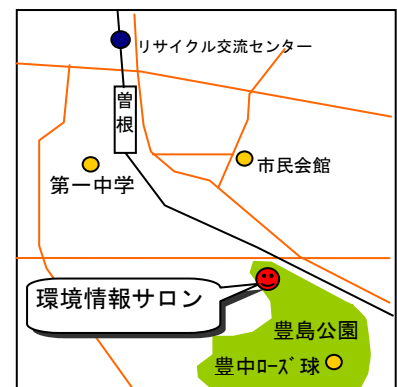 リサイクル交流センター
曽根
市民会館
第一中学
環境情報サロン
豊島公園
豊中ﾛｰｽﾞ球